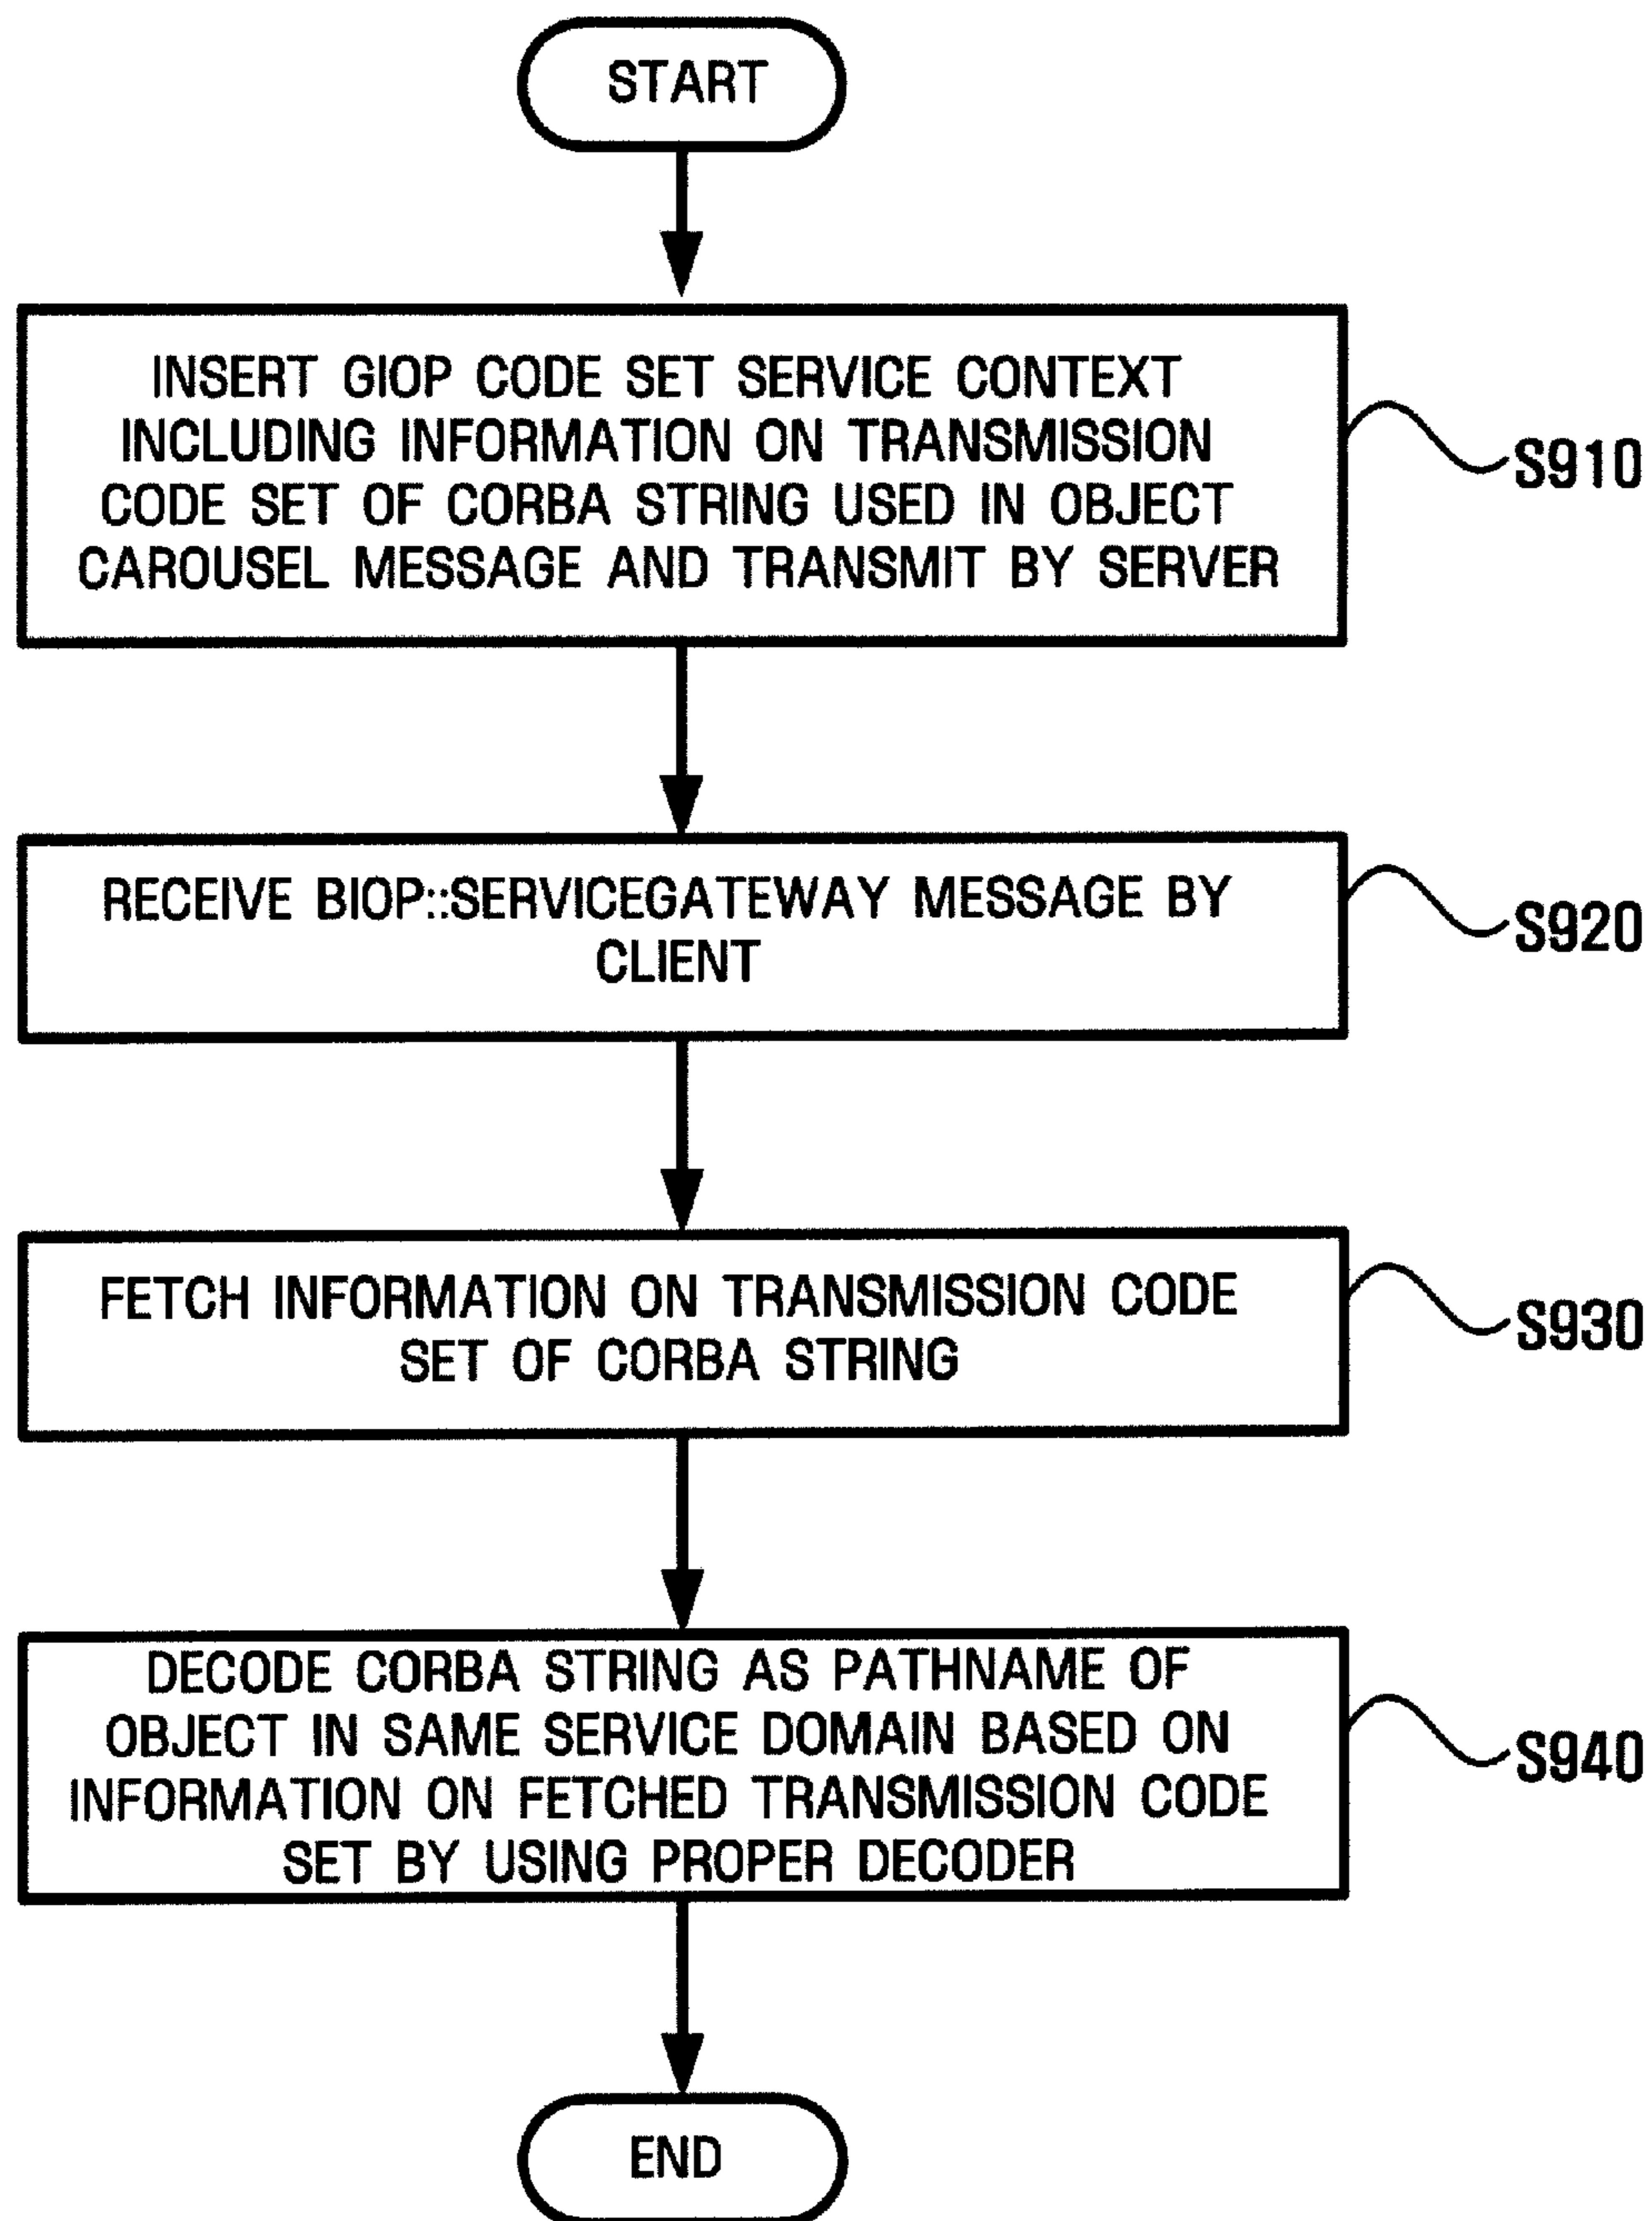 START
INSERT GIOP CODE SET SERVICE CONTEXT
INCLUDING INFORMATION ON TRANSMISSION
CODE SET OF CORBA STRING USED IN OBJECT
CAROUSEL MESSAGE AND TRANSMIT BY SERVER
S910
RECEIVE BIOP::SERVICEGATEWAY MESSAGE BY
CLIENT
S920
FETCH INFORMATION ON TRANSMISSION CODE
SET OF CORBA STRING
S930
DECODE CORBA STRING AS PATHNAME OF
OBJECT IN SAME SERVICE DOMAIN BASED ON
INFORMATION ON FETCHED TRANSMISSION CODE
SET BY USING PROPER DECODER
S940
END